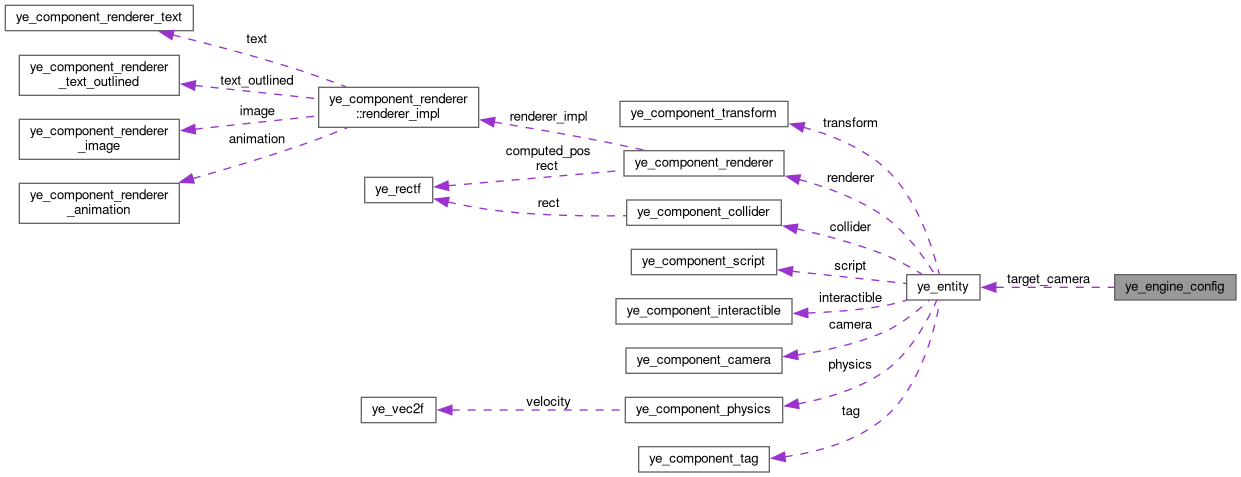 ye_component_renderer_text
text
ye_component_renderer
_text_outlined
text_outlined
ye_component_renderer
::renderer_impl
image
ye_component_renderer
_image
animation
ye_component_renderer
_animation
renderer_impl
ye_component_transform
transform
computed_pos
rect
ye_component_renderer
renderer
ye_rectf
rect
ye_component_collider
collider
ye_component_script
script
ye_entity
target_camera
ye_engine_config
ye_component_interactible
interactible
ye_component_camera
camera
physics
ye_vec2f
velocity
ye_component_physics
tag
ye_component_tag